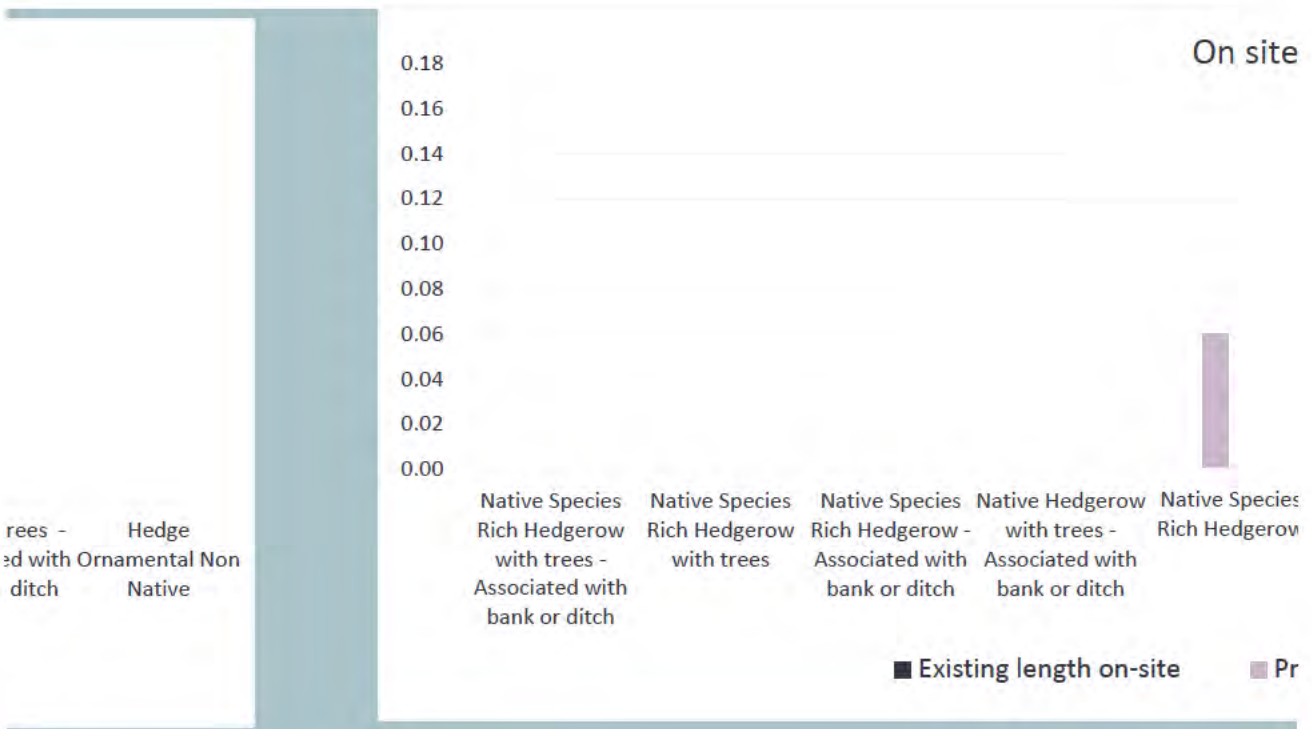 rees -
ed with
ditch
Hedge
Ornamental Non
Native
On site
0.18
0.16
0.14
0.12
0.10
0.08
0.06
0.04
0.02
0.00
Native Species
Rich Hedgerow
with trees -
Associated with
bank or ditch
Native Species
Rich Hedgerow
with trees
Native Species
Rich Hedgerow -
Associated with
bank or ditch
Native Hedgerow
with trees -
Associated with
bank or ditch
Native Species
Rich Hedgerow
Existing length on-site
Pr